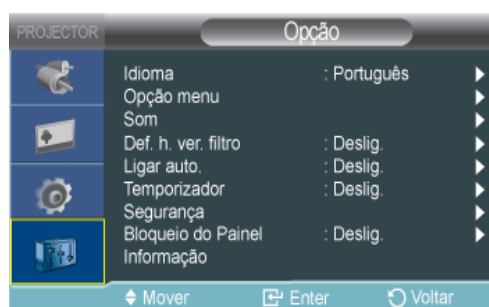 PROJECTOR Opção
Idioma : Português
Opção menu
Som
Def. h. ver. filtro : Deslig.
Ligar auto. : Deslig.
Temporizador : Deslig.
Segurança
Bloqueio do Painel : Deslig.
Informação
Mover Enter Voltar